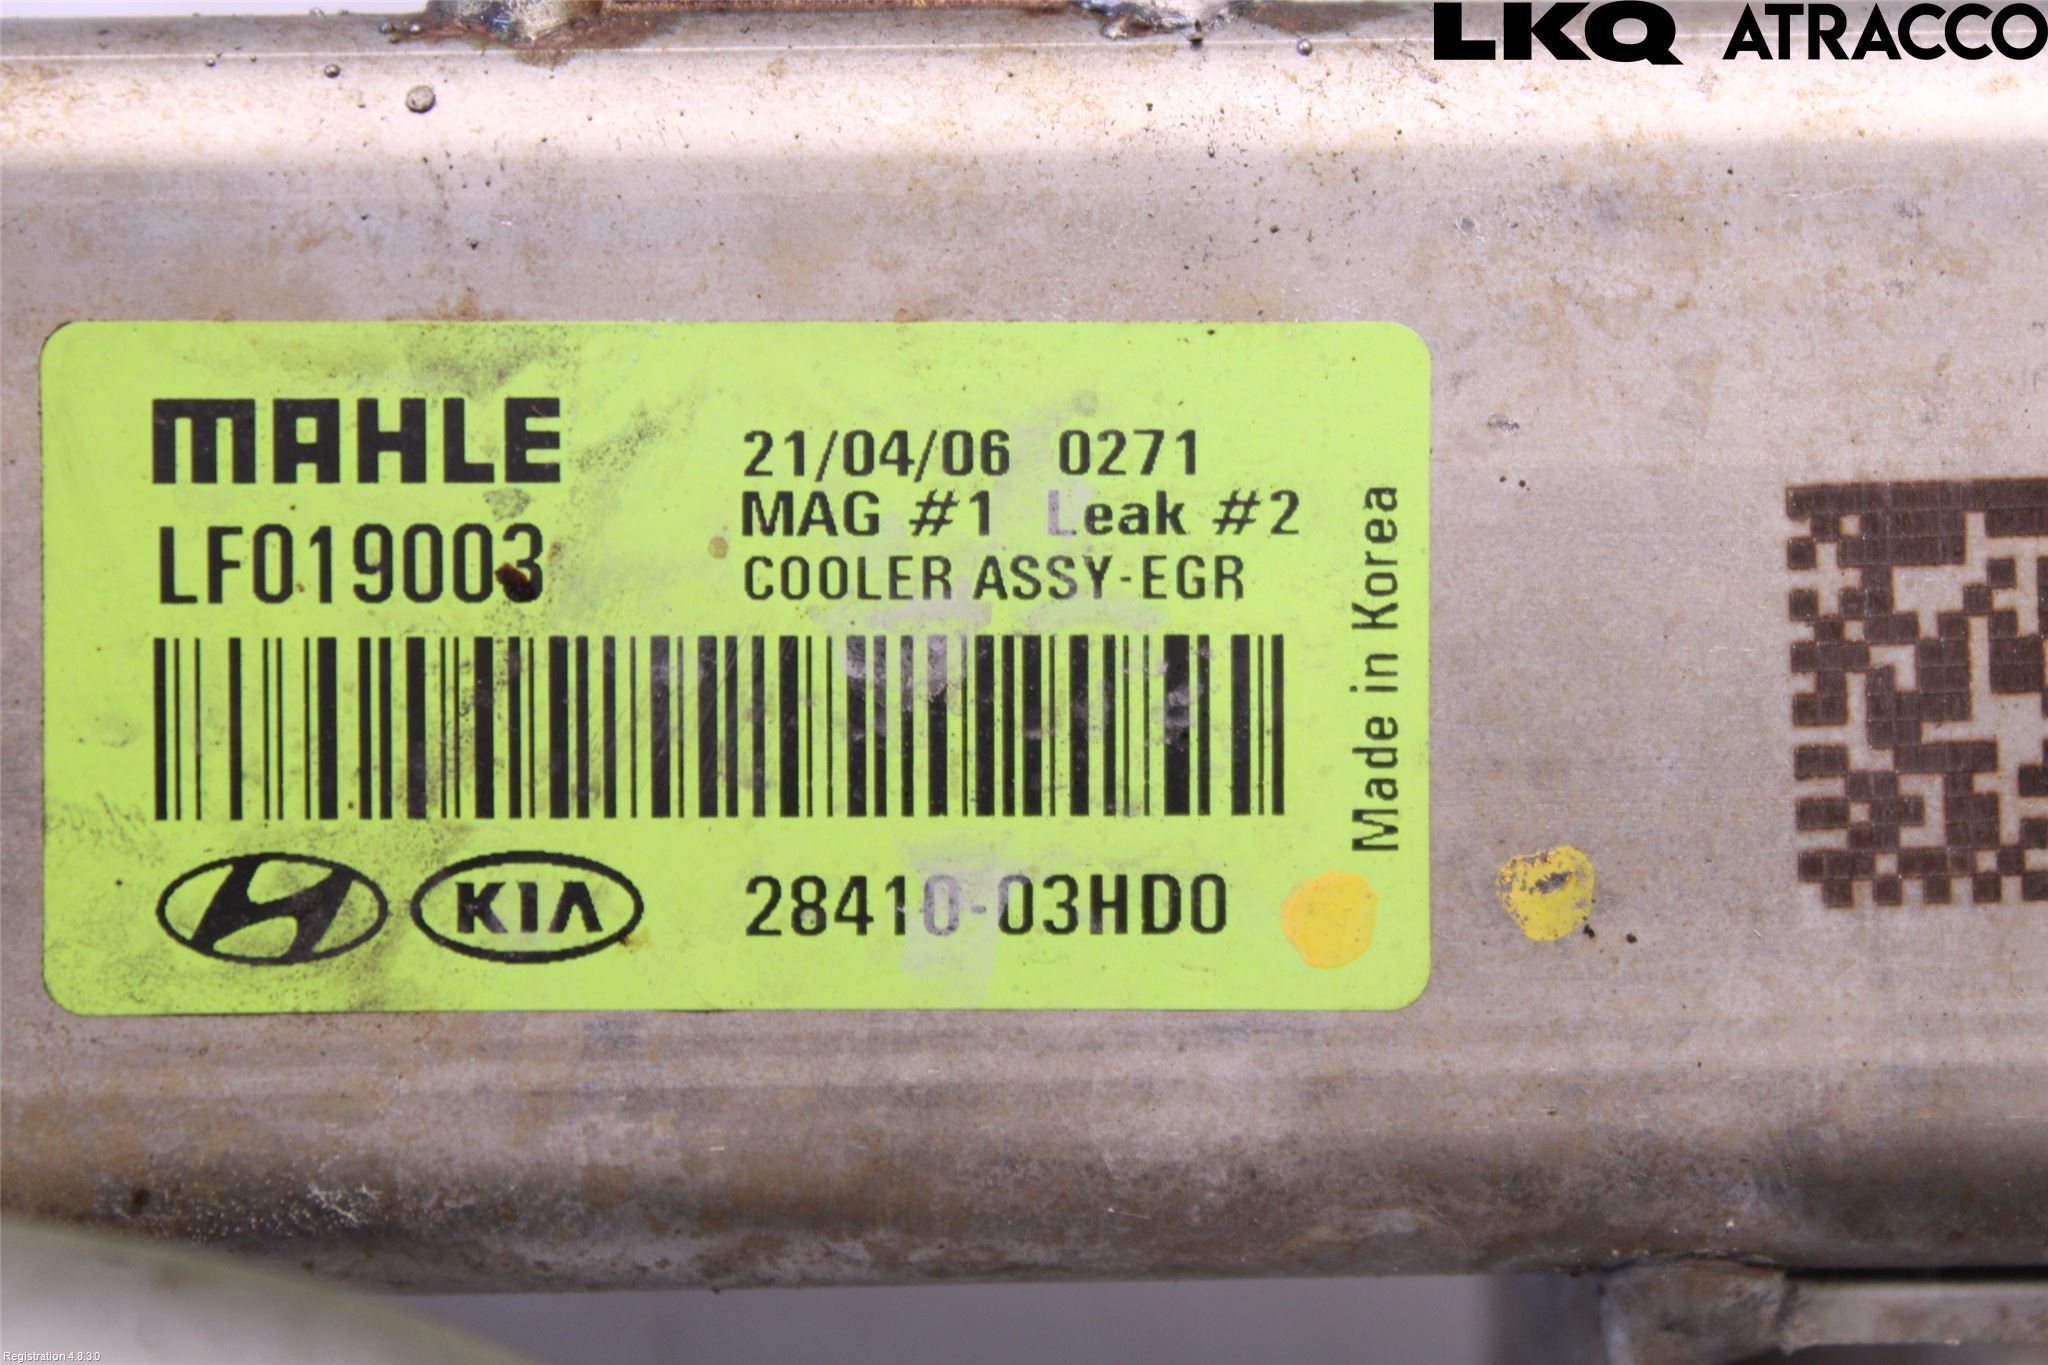 LKQ ATRACCO
MAHLE
LF019003
21/04/06 0271
MAG #1 Leak #2
COOLER ASSY-EGR
Made in Korea
KIA
28410-03HD0
Registration 4.8.3.0